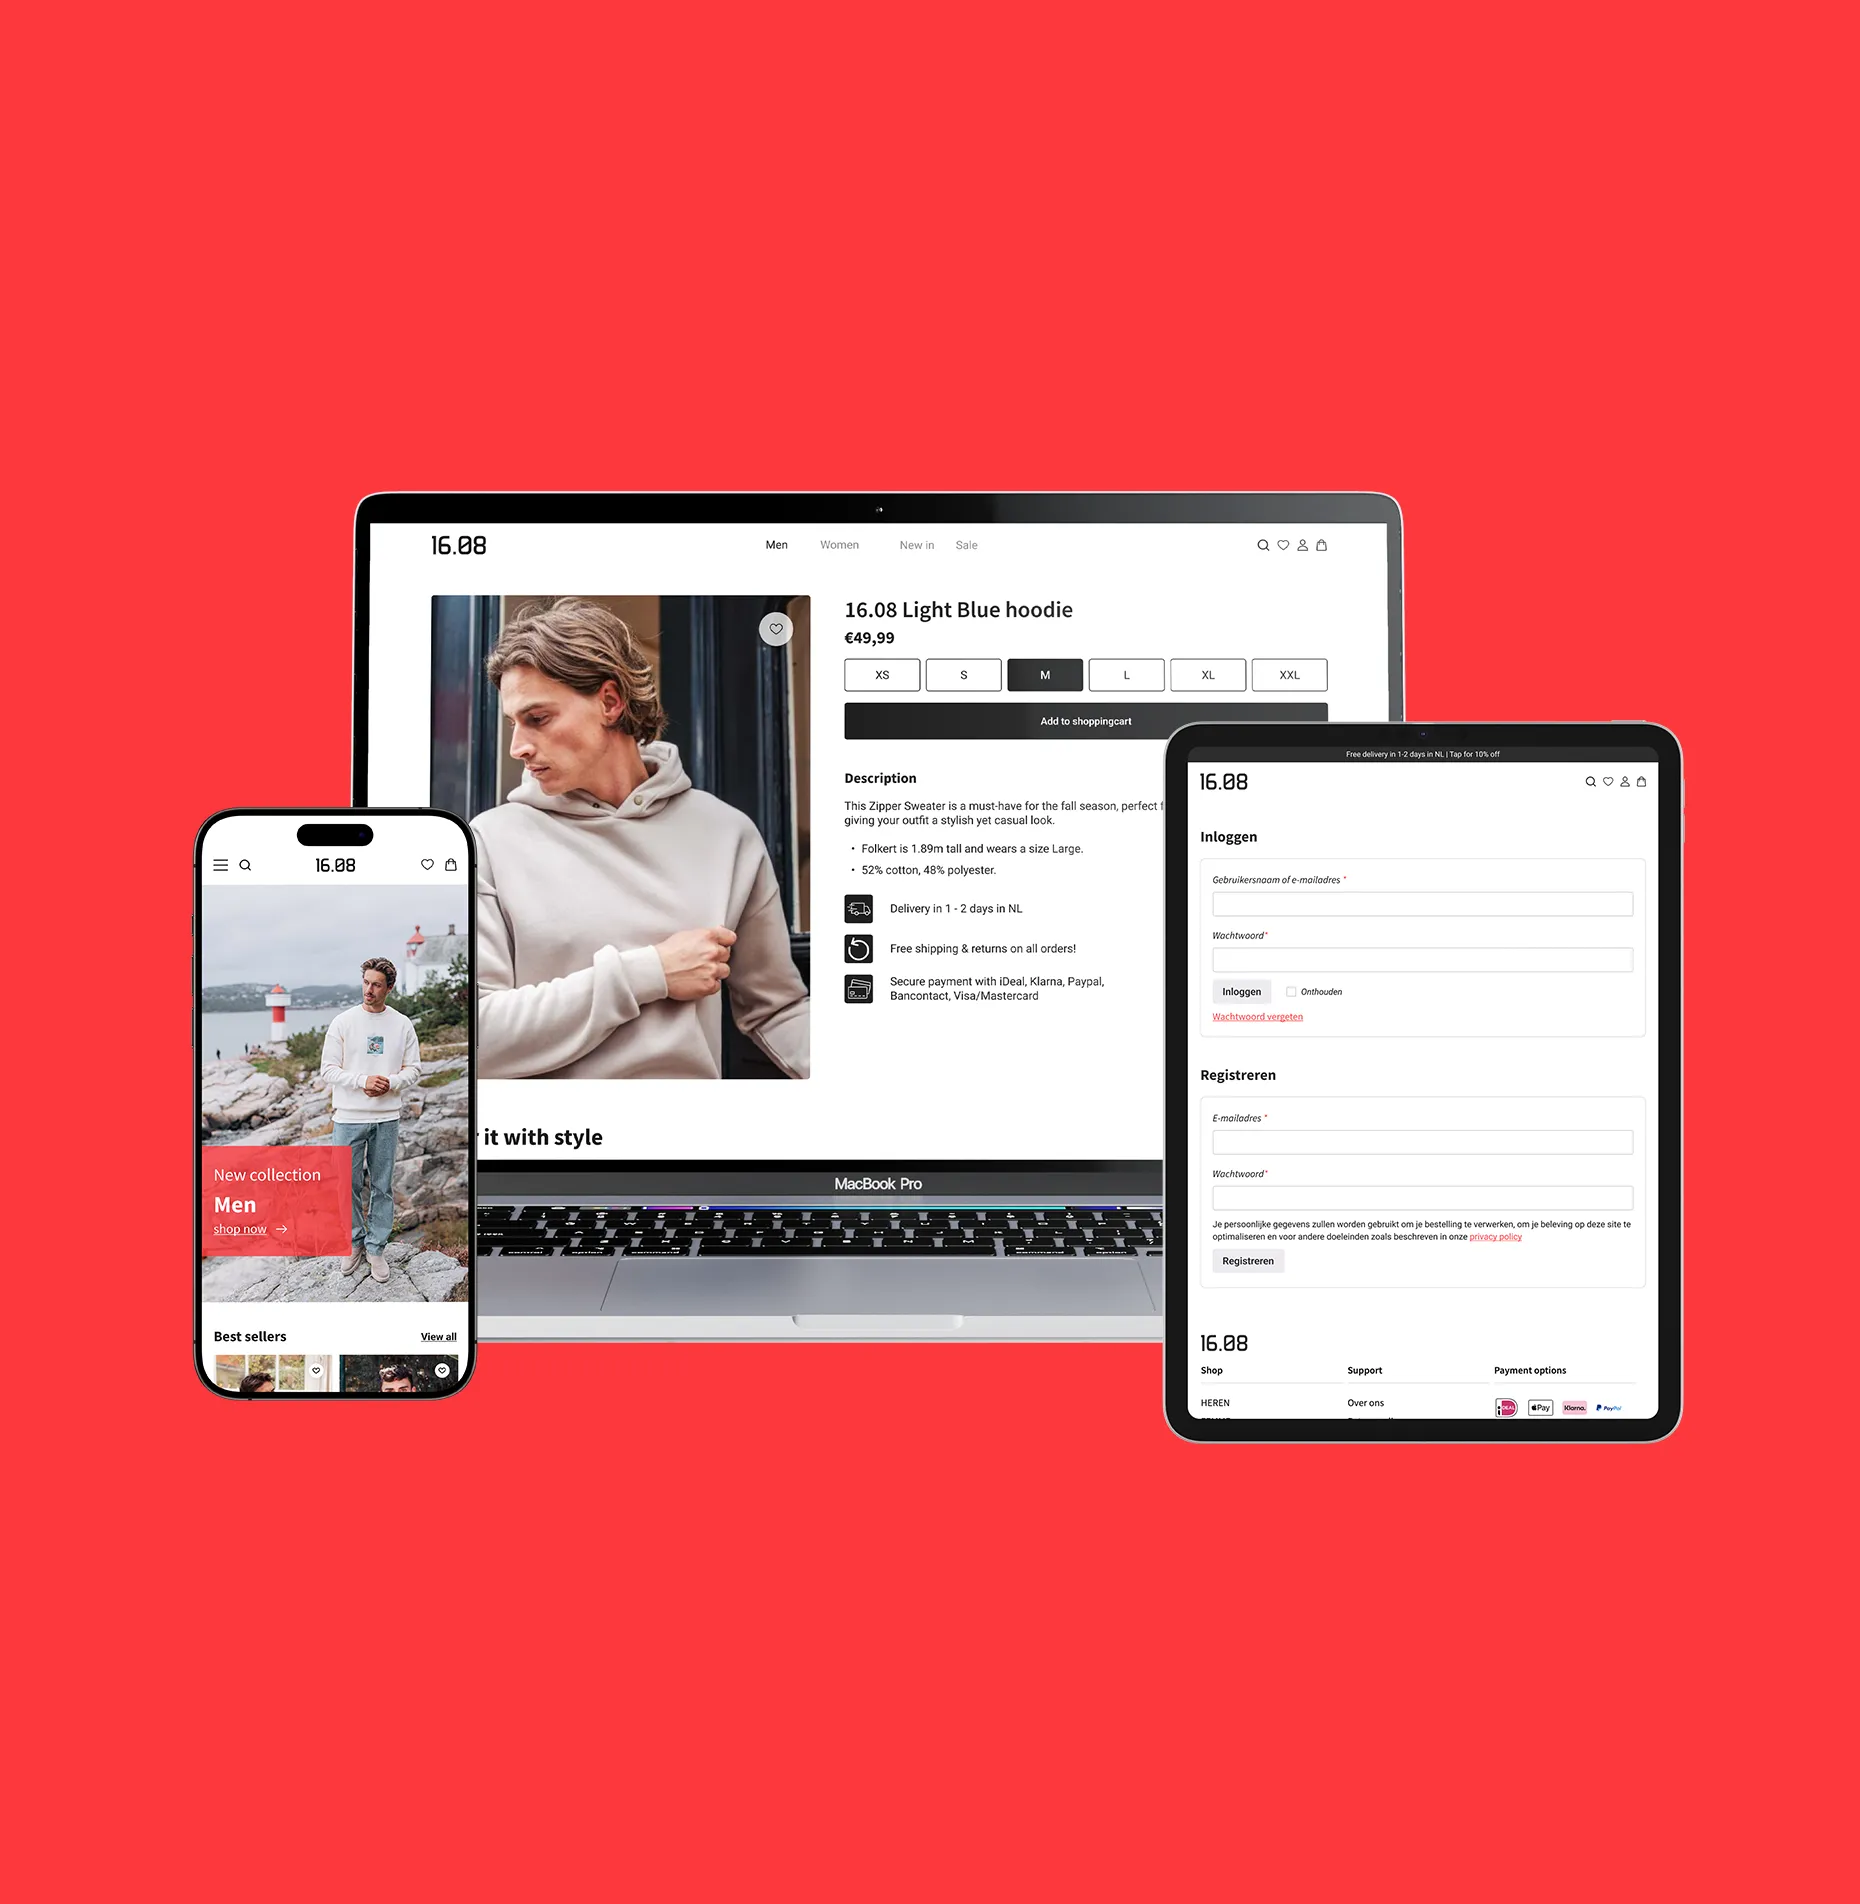 16.08
Men
Women
New in
Sale
16.08 Light Blue hoodie
€49,99
XS
S
M
L
XL
XXL
Add to shoppingcart
Description
This Zipper Sweater is a must-have for the fall season, perfect
giving your outfit a stylish yet casual look.
• Folkert is 1.89m tall and wears a size Large.
• 52% cotton, 48% polyester.
Delivery in 1 - 2 days in NL
Free shipping & returns on all orders!
Secure payment with iDeal, Klarna, Paypal,
Bancontact, Visa/Mastercard
it with style
MacBook Pro
control
option
command
command
option
16.08
New collection
Men
shop now
Best sellers
View all
Free delivery in 1-2 days in NL | Tap for 10% off
16.08
Inloggen
Gebruikersnaam of e-mailadres *
Wachtwoord*
Inloggen
Onthouden
Wachtwoord vergeten
Registreren
E-mailadres *
Wachtwoord*
Je persoonlijke gegevens zullen worden gebruikt om je bestelling te verwerken, om je beleving op deze site te
optimaliseren en voor andere doeleinden zoals beschreven in onze privacy policy
Registreren
16.08
Shop
Support
Payment options
HEREN
Over ons
iDEAL
Pay
Klarna.
PayPal